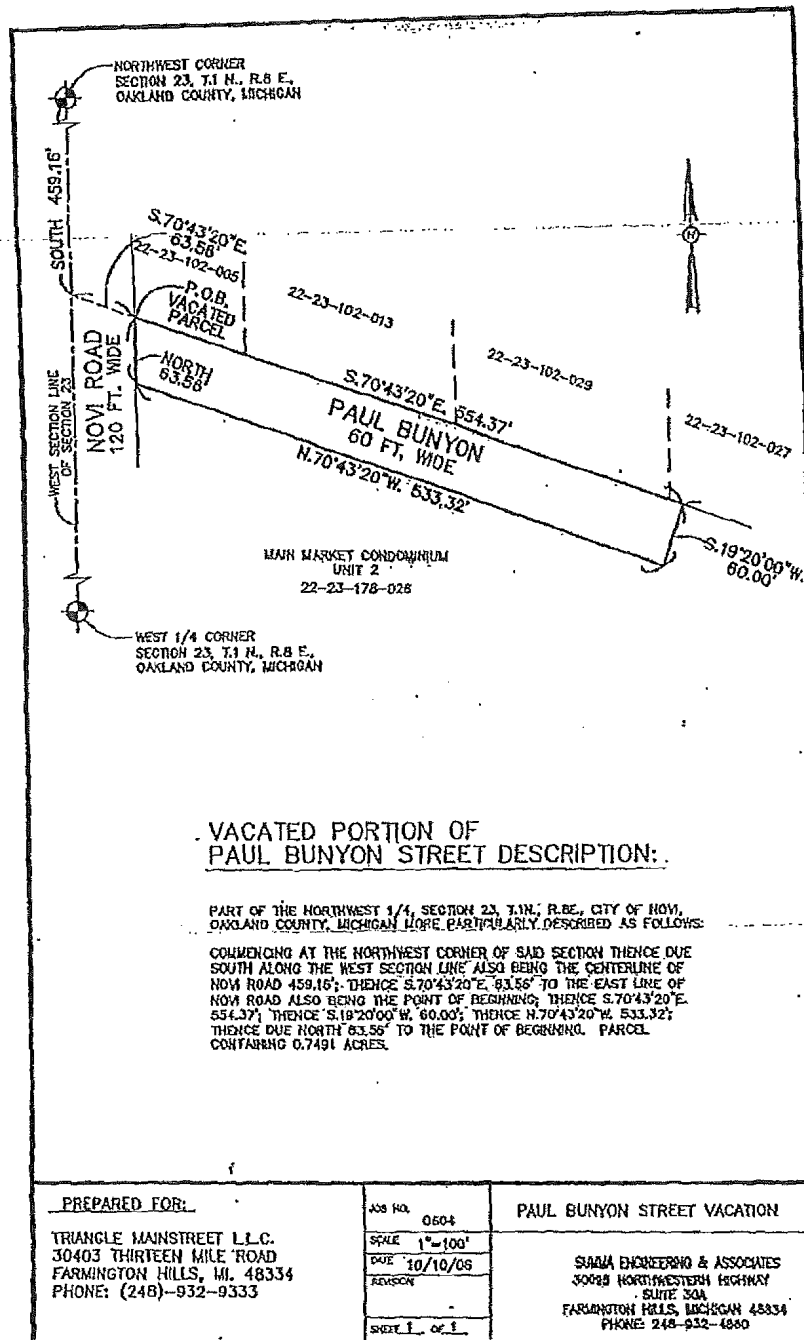 NORTHWEST CORNER
SECTION 23, T.1 N., R.8 E.,
OAKLAND COUNTY, MICHIGAN
SOUTH 459.16'
S.70°43'20"E.
63.56'
22-23-102-005
P.O.B.
VACATED
PARCEL
22-23-102-013
22-23-102-029
22-23-102-027
NORTH
63.56
NOVI ROAD
120 FT. WIDE
WEST SECTION LINE
OF SECTION 23
S.70°43'20"E. 554.37'
PAUL BUNYON
60 FT. WIDE
N.70°43'20"W. 533.32'
S.19°20'00"W.
60.00'
MAIN MARKET CONDOMINIUM
UNIT 2
22-23-178-026
WEST 1/4 CORNER
SECTION 23, T.1 N., R.8 E.,
OAKLAND COUNTY, MICHIGAN
VACATED PORTION OF
PAUL BUNYON STREET DESCRIPTION:
PART OF THE NORTHWEST 1/4, SECTION 23, T.1N., R.8E., CITY OF NOVI,
OAKLAND COUNTY, MICHIGAN MORE PARTICULARLY DESCRIBED AS FOLLOWS:
COMMENCING AT THE NORTHWEST CORNER OF SAID SECTION THENCE DUE
SOUTH ALONG THE WEST SECTION LINE ALSO BEING THE CENTERLINE OF
NOVI ROAD 459.16'; THENCE S.70°43'20"E. 63.56' TO THE EAST LINE OF
NOVI ROAD ALSO BEING THE POINT OF BEGINNING; THENCE S.70°43'20"E.
554.37'; THENCE S.19°20'00"W. 60.00'; THENCE N.70°43'20"W. 533.32';
THENCE DUE NORTH 63.56' TO THE POINT OF BEGINNING. PARCEL
CONTAINING 0.7491 ACRES.
PREPARED FOR:
TRIANGLE MAINSTREET L.L.C.
30403 THIRTEEN MILE ROAD
FARMINGTON HILLS, MI. 48334
PHONE: (248)-932-9333
JOB NO.
0504
SCALE 1"=100'
DATE 10/10/06
REVISION
SHEET 1 OF 1
PAUL BUNYON STREET VACATION
SUMMA ENGINEERING & ASSOCIATES
NORTHWESTERN HIGHWAY
SUITE 30A
FARMINGTON HILLS, MICHIGAN 48334
PHONE: 248-932-4880